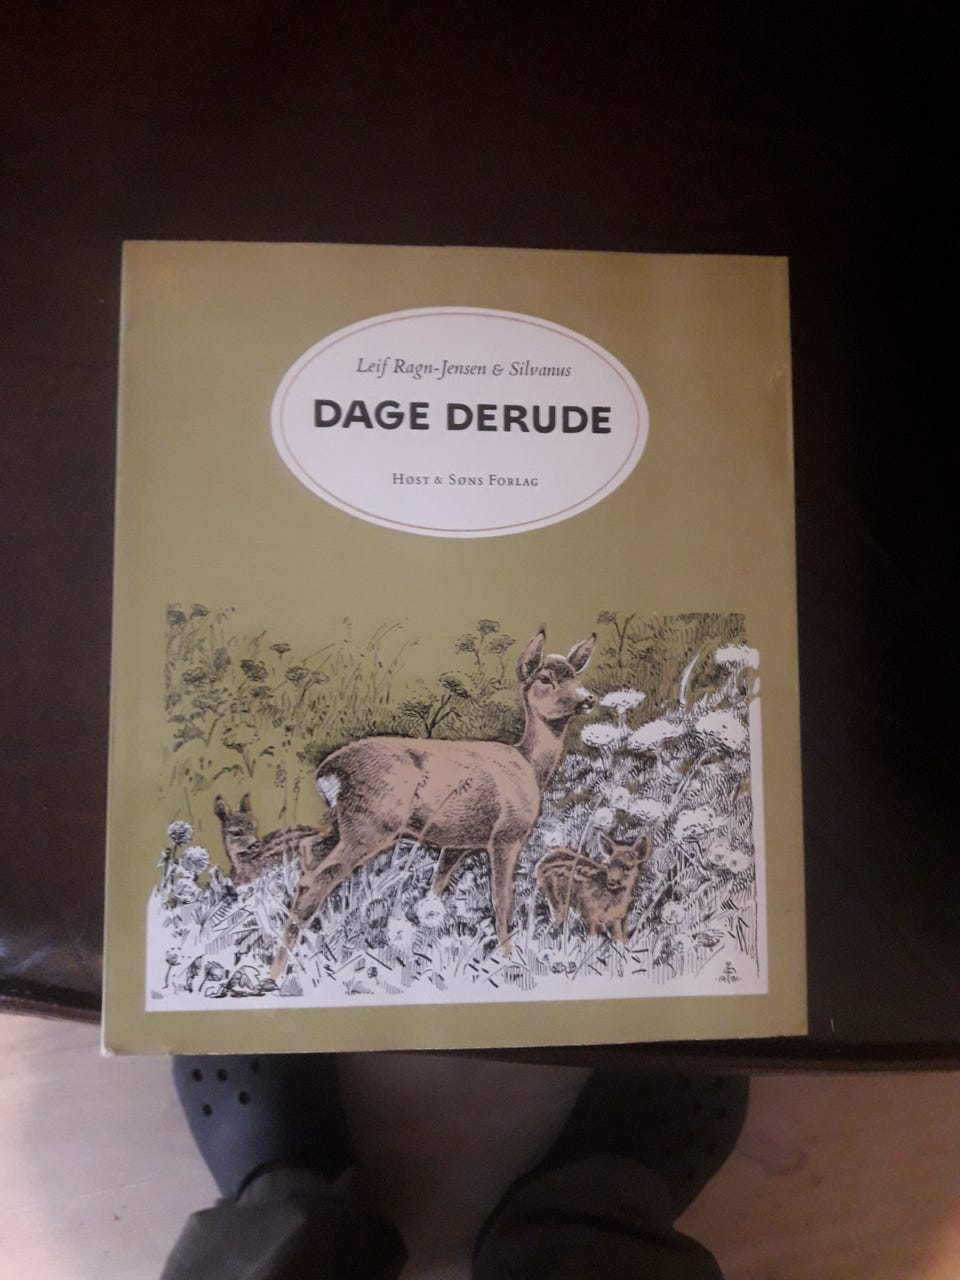 Leif Ragn-Jensen & Silvanus
DAGE DERUDE
HØST & SØNS FORLAG